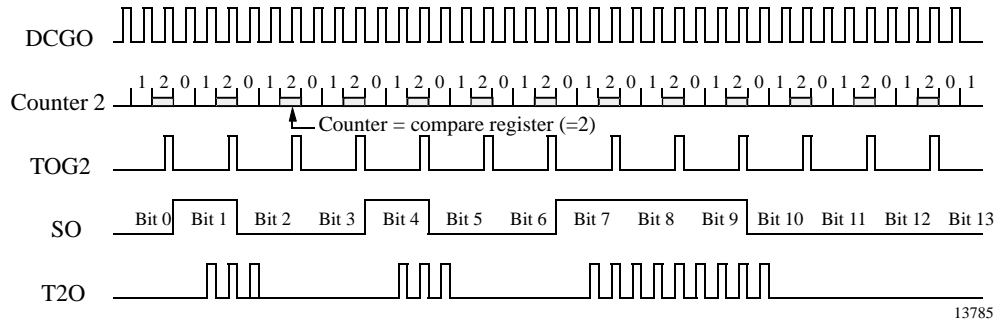 DCGO
1 2 0 1 2 0 1 2 0 1 2 0 1 2 0 1 2 0 1 2 0 1 2 0 1 2 0 1 2 0 1 2 0 1 2 0 1 2 0 1
Counter 2
Counter = compare register (=2)
TOG2
SO
Bit 0 Bit 1 Bit 2 Bit 3 Bit 4 Bit 5 Bit 6 Bit 7 Bit 8 Bit 9 Bit 10 Bit 11 Bit 12 Bit 13
T2O
13785